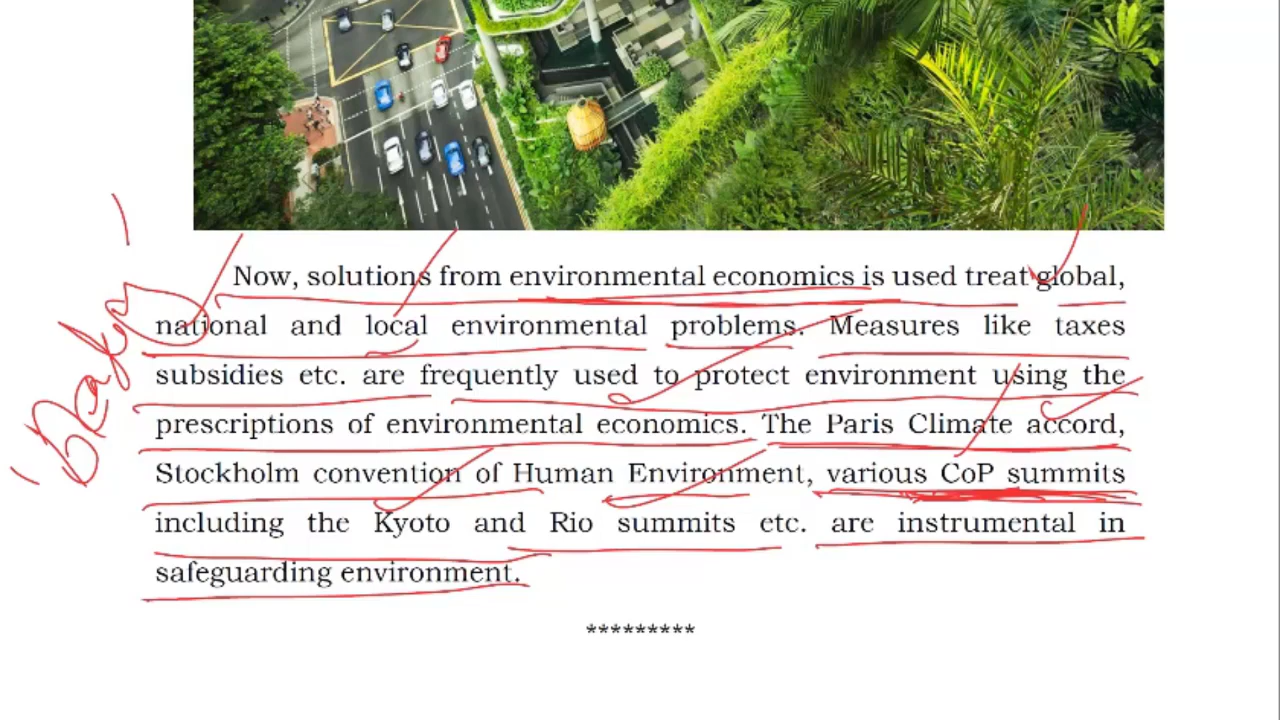 Now, solutions from environmental economics is used treat global,
national and local environmental problems. Measures like taxes
subsidies etc. are frequently used to protect environment using the
prescriptions of environmental economics. The Paris Climate accord,
Stockholm convention of Human Environment, various CoP summits
including the Kyoto and Rio summits etc. are instrumental in
safeguarding environment.
*********